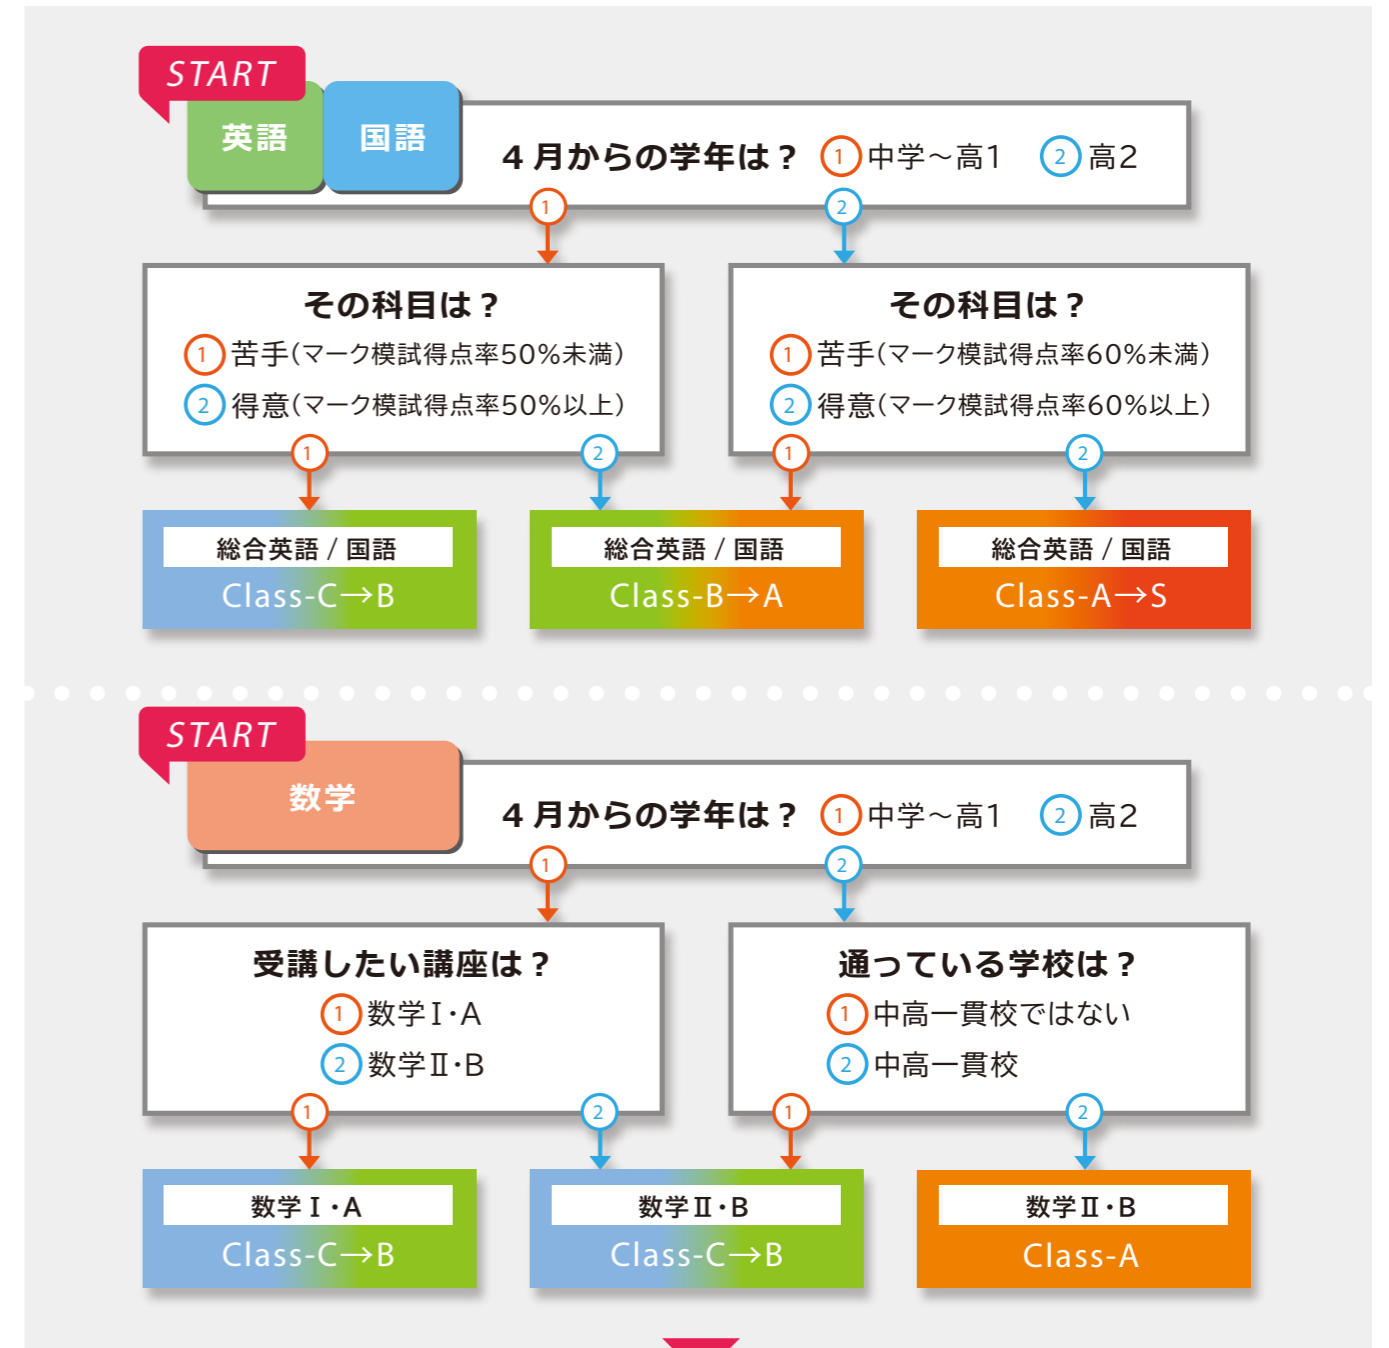 START
英語
国語
4月からの学年は？ ①中学～高1 ②高2
①
②
その科目は？
①苦手(マーク模試得点率50%未満)
②得意(マーク模試得点率50%以上)
①
②
その科目は？
①苦手(マーク模試得点率60%未満)
②得意(マーク模試得点率60%以上)
①
②
総合英語 / 国語
Class-C→B
総合英語 / 国語
Class-B→A
総合英語 / 国語
Class-A→S
START
数学
4月からの学年は？ ①中学～高1 ②高2
①
②
受講したい講座は？
①数学Ⅰ・A
②数学Ⅱ・B
①
②
通っている学校は？
①中高一貫校ではない
②中高一貫校
①
②
数学Ⅰ・A
Class-C→B
数学Ⅱ・B
Class-C→B
数学Ⅱ・B
Class-A